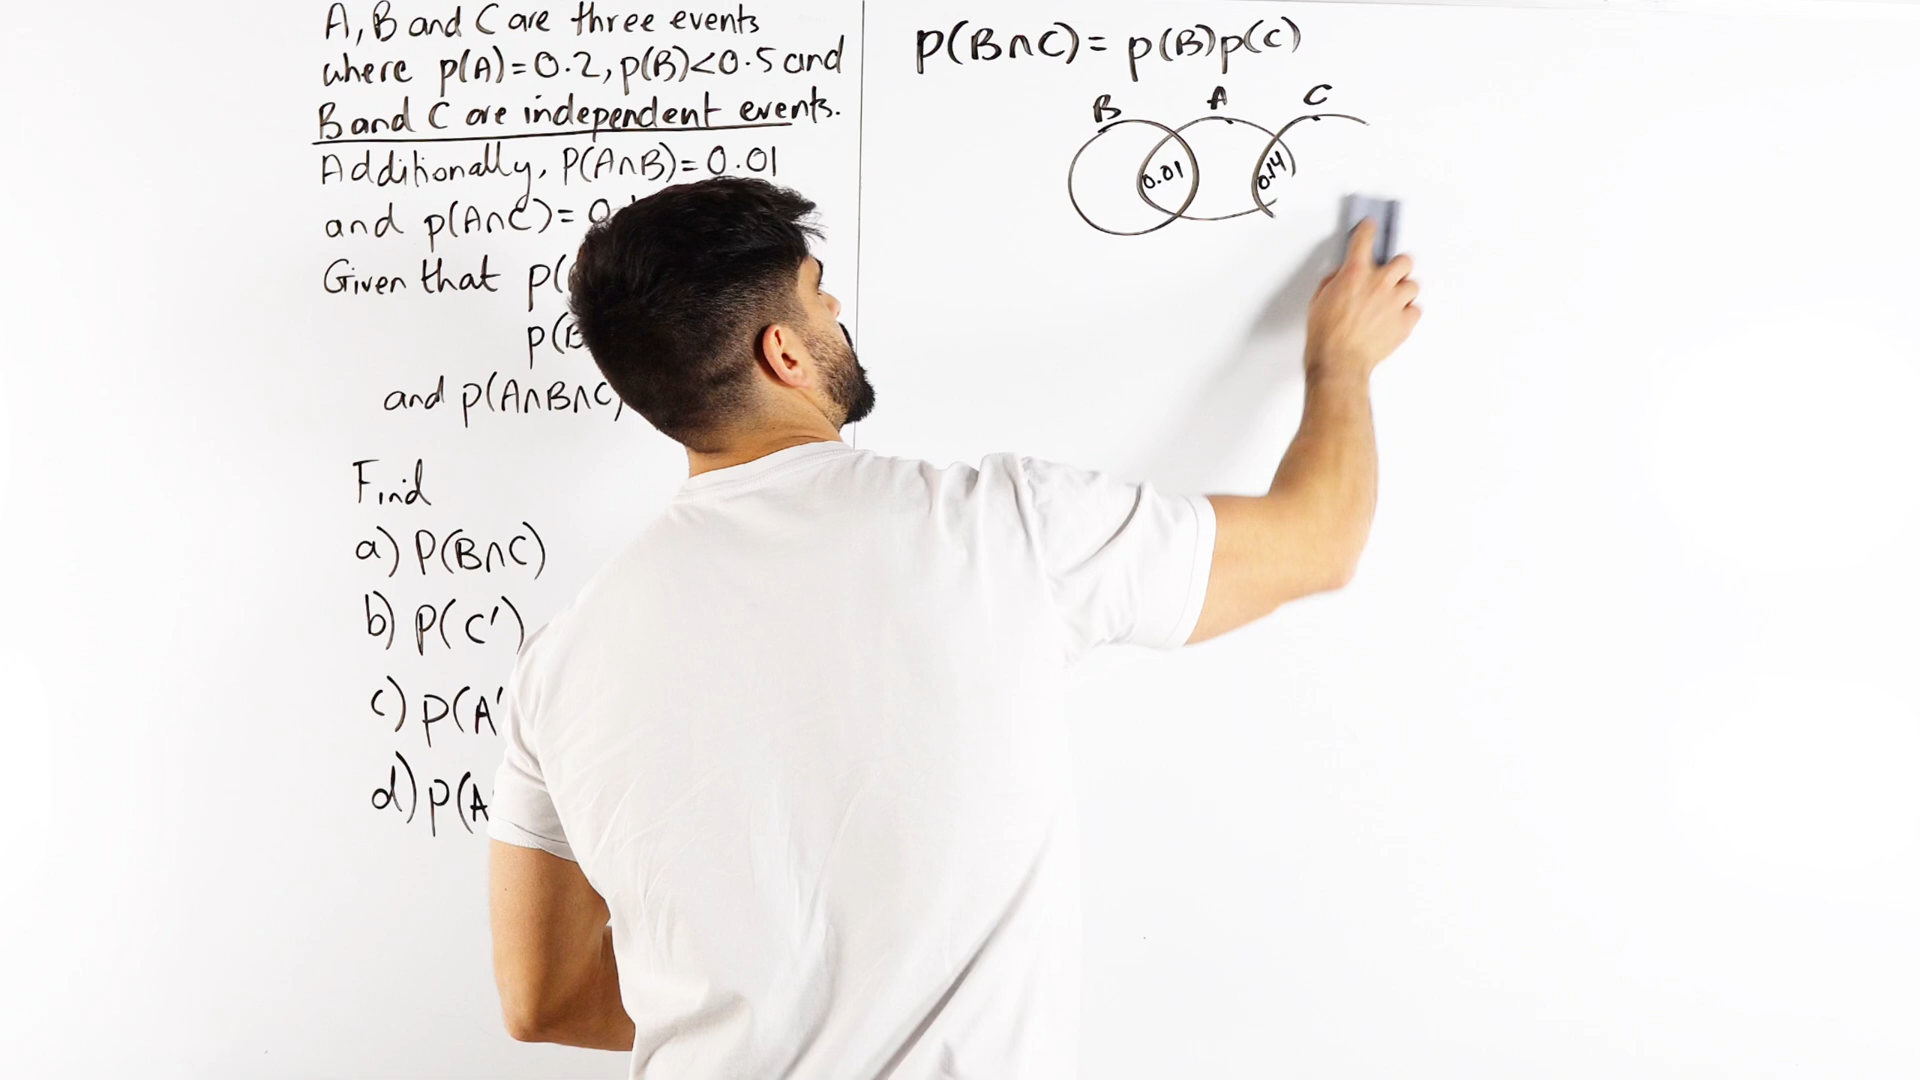 A, B and C are three events
where p(A)=0.2, p(B)<0.5 and
B and C are independent events.
Additionally, P(A∩B)=0.01
and p(A∩C)=0.
Given that p(
p(B
and p(A∩B∩C)
Find
a) P(B∩C)
b) p(C')
c) p(A'
d) p(A
p(B∩C)= p(B)p(C)
B A C
0.01 0.14